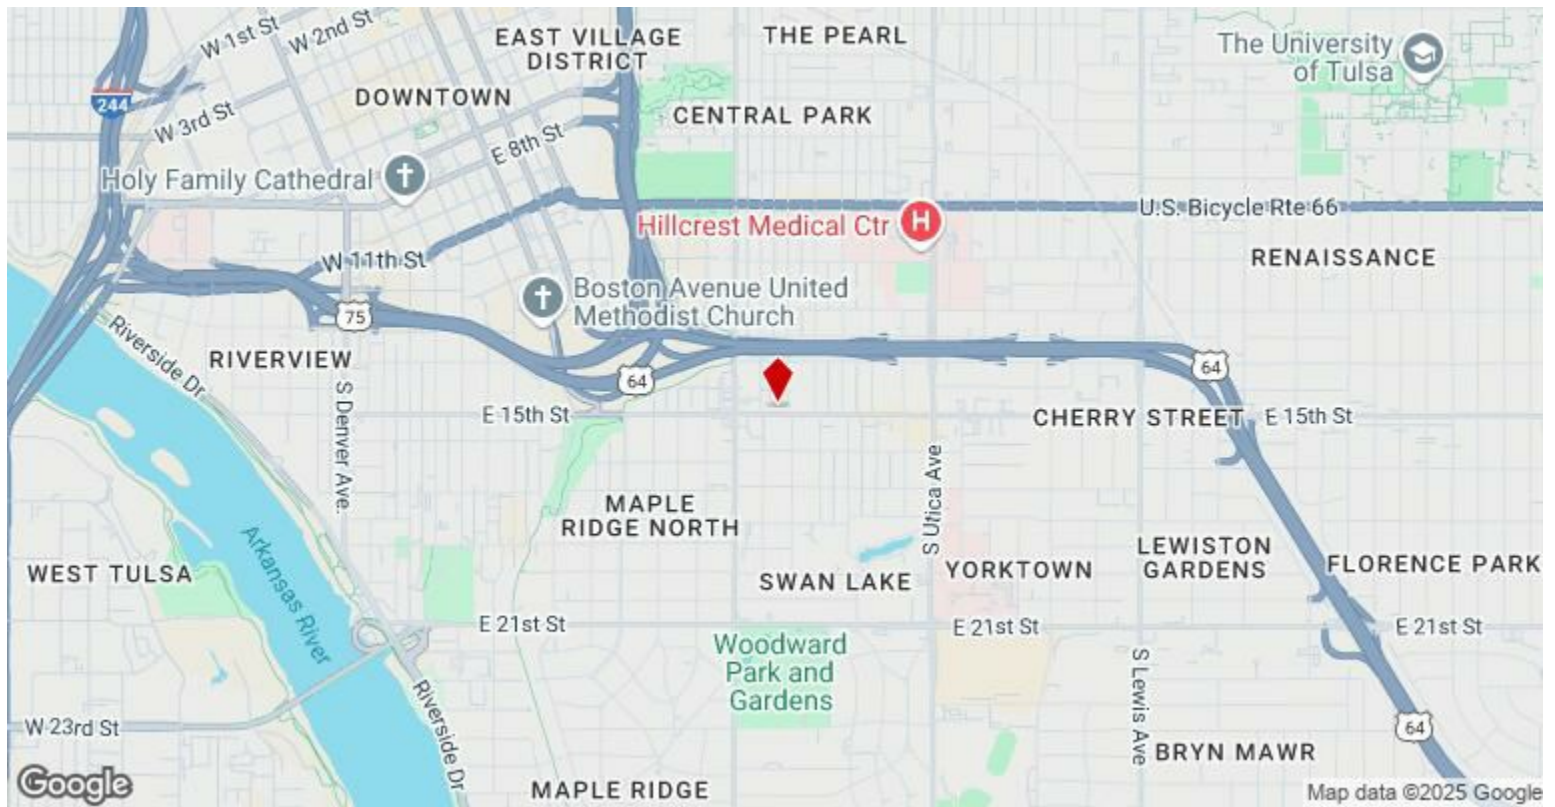 W 1st St
W 2nd St
EAST VILLAGE
DISTRICT
THE PEARL
The University
of Tulsa
244
DOWNTOWN
W 3rd St
CENTRAL PARK
E 8th St
Holy Family Cathedral
U.S. Bicycle Rte 66
Hillcrest Medical Ctr
H
W 11th St
RENAISSANCE
Boston Avenue United
Methodist Church
75
Riverside Dr
RIVERVIEW
64
64
S Denver Ave.
E 15th St
CHERRY STREET
E 15th St
MAPLE
RIDGE NORTH
S Utica Ave
Arkansas River
WEST TULSA
SWAN LAKE
YORKTOWN
LEWISTON
GARDENS
FLORENCE PARK
E 21st St
E 21st St
E 21st St
Woodward
Park and
Gardens
S Lewis Ave
Riverside Dr
W 23rd St
64
BRYN MAWR
MAPLE RIDGE
Google
Map data ©2025 Google